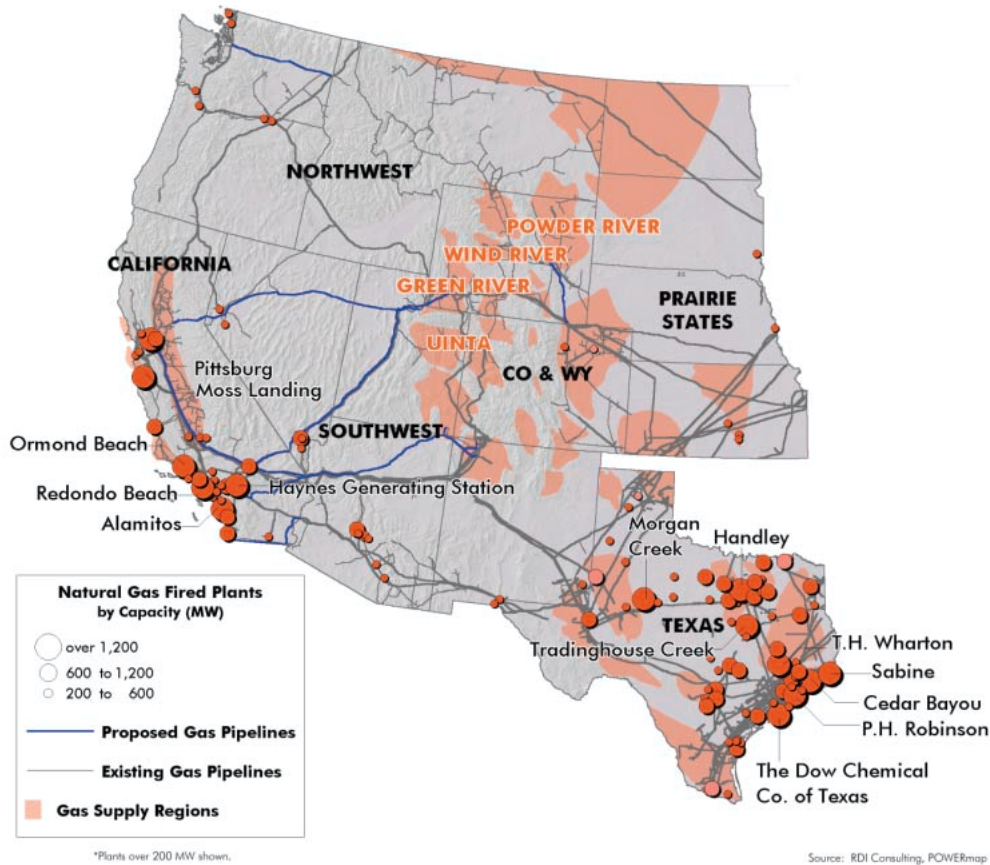 NORTHWEST
POWDER RIVER
WIND RIVER
CALIFORNIA
GREEN RIVER
PRAIRIE
STATES
UINTA
CO & WY
Pittsburg
Moss Landing
SOUTHWEST
Ormond Beach
Haynes Generating Station
Redondo Beach
Alamitos
Morgan
Creek
Handley
TEXAS
Tradinghouse Creek
T.H. Wharton
Sabine
Cedar Bayou
P.H. Robinson
The Dow Chemical
Co. of Texas
Natural Gas Fired Plants
by Capacity (MW)
over 1,200
600 to 1,200
200 to 600
Proposed Gas Pipelines
Existing Gas Pipelines
Gas Supply Regions
*Plants over 200 MW shown.
Source: RDI Consulting, POWERmap